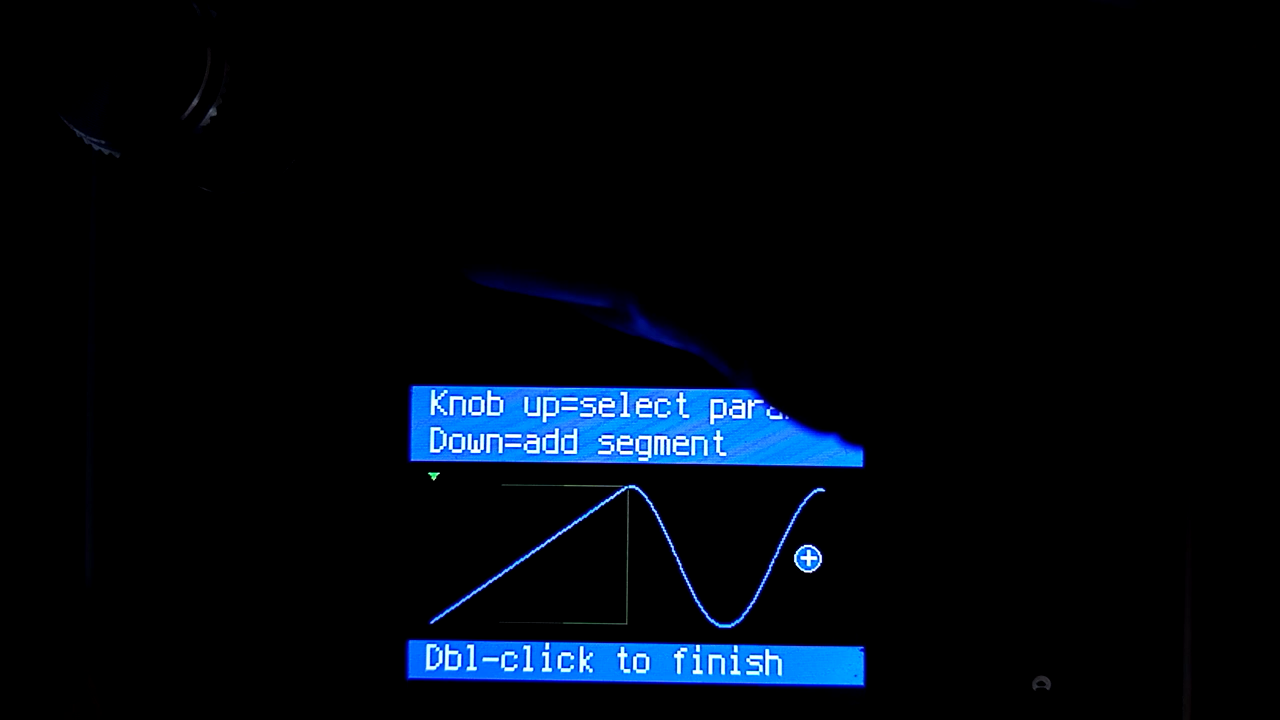 Knob up=select
Down=add segment
Dbl-click to finish